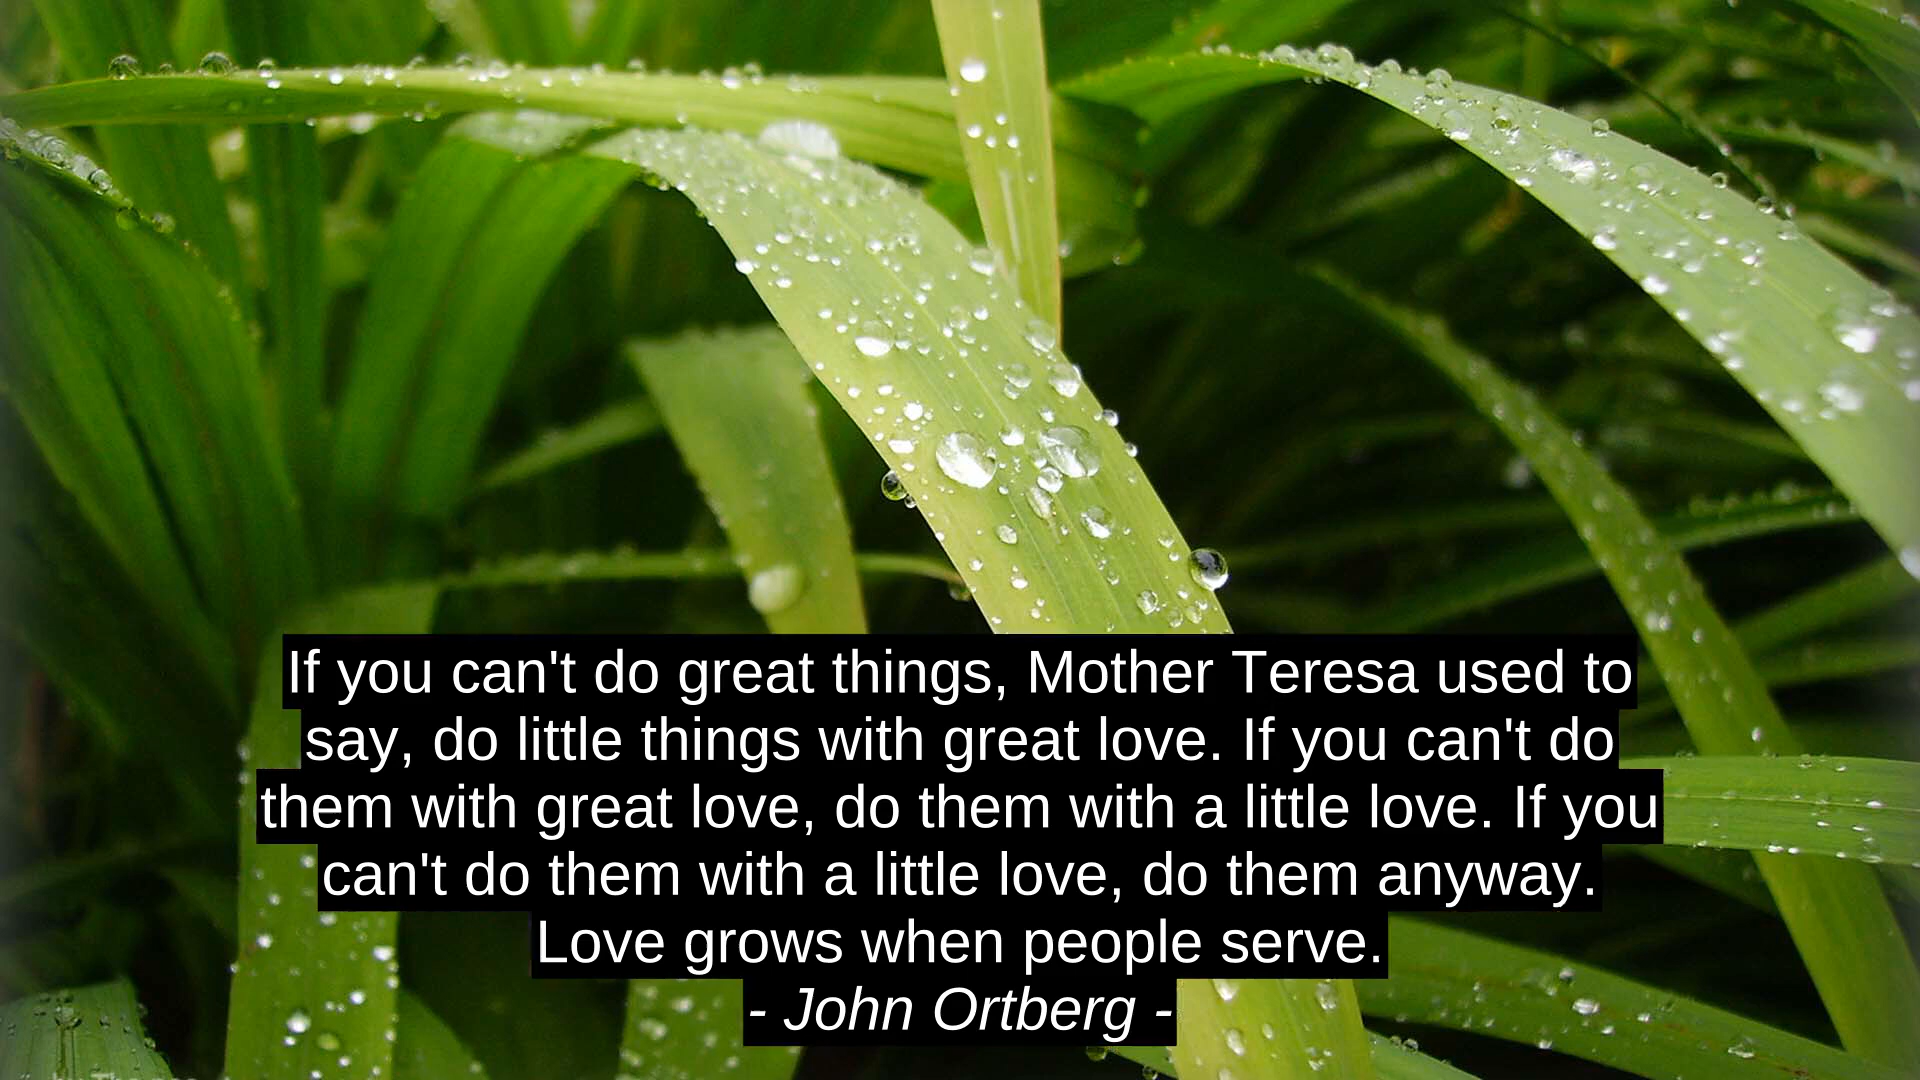 If you can't do great things, Mother Teresa used to
say, do little things with great love. If you can't do
them with great love, do them with a little love. If you
can't do them with a little love, do them anyway.
Love grows when people serve.
- John Ortberg -